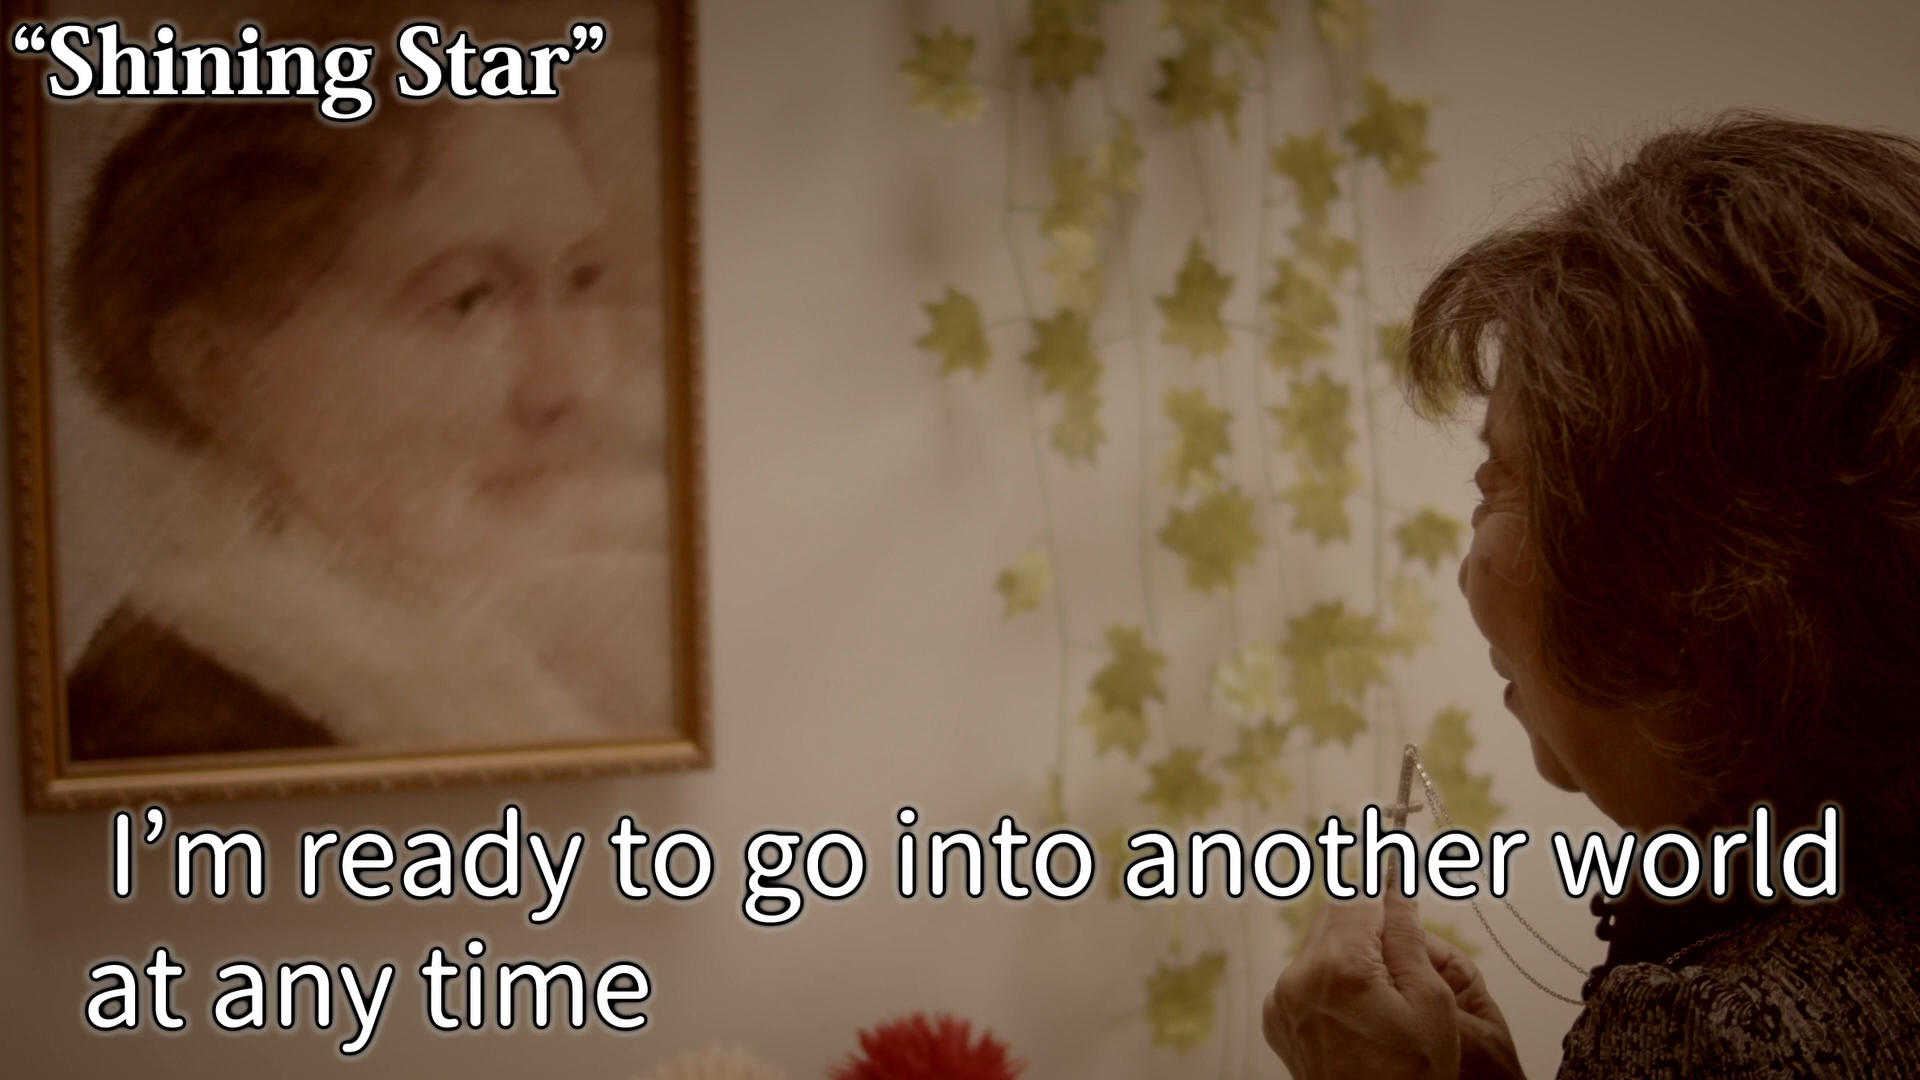 “Shining Star”
I’m ready to go into another world
at any time